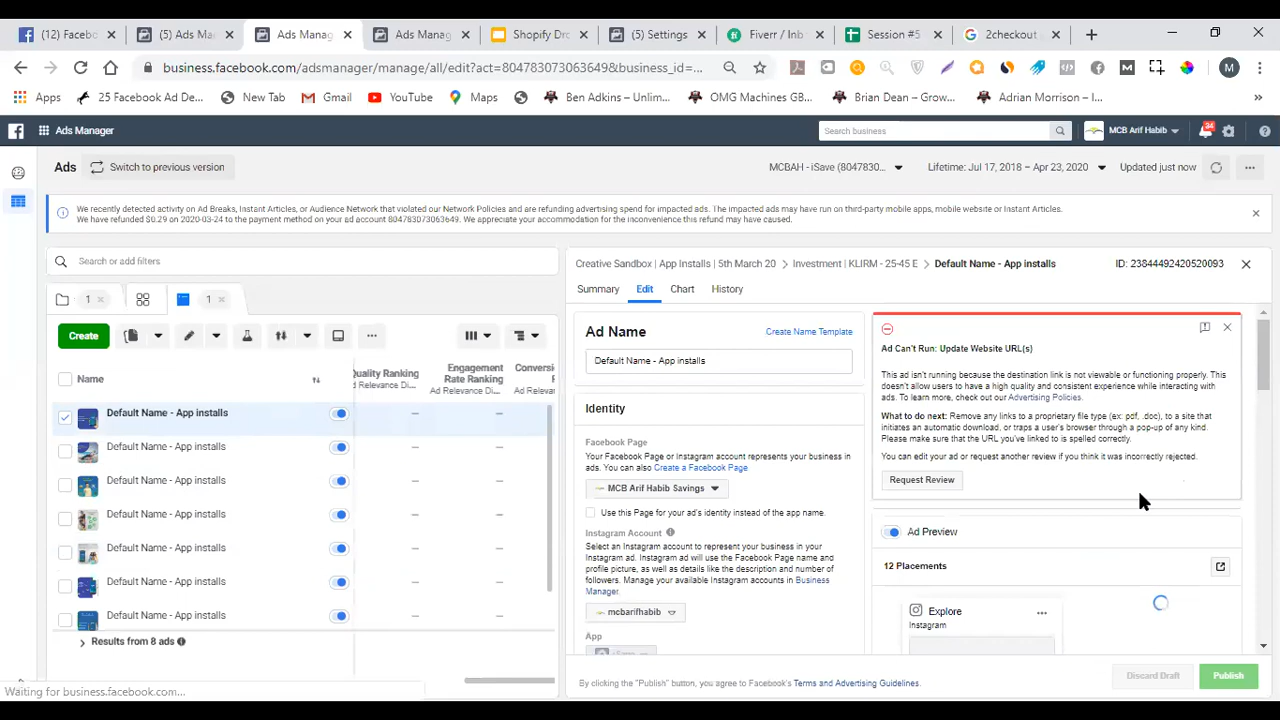 (12) Facebo
(5) Ads Ma
Ads Manag
Ads Manag
Shopify Dro
(5) Settings
Fiverr / Inb
Session #5
2checkout a
business.facebook.com/adsmanager/manage/all/edit?act=804783073063649&business_id=...
Apps
25 Facebook Ad De...
New Tab
Gmail
YouTube
Maps
Ben Adkins – Unlim...
OMG Machines GB...
Brian Dean – Grow...
Adrian Morrison – I...
Ads Manager
Search business
MCB Arif Habib
34
Ads
Switch to previous version
MCBAH - iSave (8047830...
Lifetime: Jul 17, 2018 – Apr 23, 2020
Updated just now
We recently detected activity on Ad Breaks, Instant Articles, or Audience Network that violated our Network Policies and are refunding advertising spend for impacted ads. The impacted ads may have run on third-party mobile apps, mobile website or Instant Articles.
We have refunded $0.29 on 2020-03-24 to the payment method on your ad account 804783073063649. We appreciate your accommodation for the inconvenience this refund may have caused.
Search or add filters
1
1
Create
Name
Quality Ranking
Ad Relevance Di...
Engagement
Rate Ranking
Ad Relevance Di...
Convers
R
Ad Re
Default Name - App installs
Default Name - App installs
Default Name - App installs
Default Name - App installs
Default Name - App installs
Default Name - App installs
Default Name - App installs
Results from 8 ads
Waiting for business.facebook.com...
Creative Sandbox | App Installs | 5th March 20
Investment | KLIRM - 25-45 E
Default Name - App installs
ID: 23844492420520093
Summary
Edit
Chart
History
Ad Name
Create Name Template
Default Name - App installs
Identity
Facebook Page
Your Facebook Page or Instagram account represents your business in
ads. You can also Create a Facebook Page
MCB Arif Habib Savings
Use this Page for your ad's identity instead of the app name.
Instagram Account
Select an Instagram account to represent your business in your
Instagram ad. Instagram ad will use the Facebook Page name and
profile picture, as well as details like the description and number of
followers. Manage your available Instagram accounts in Business
Manager.
mcbarifhabib
App
iSave
Ad Can't Run: Update Website URL(s)
This ad isn't running because the destination link is not viewable or functioning properly. This
doesn't allow users to have a high quality and consistent experience while interacting with
ads. To learn more, check out our Advertising Policies.
What to do next: Remove any links to a proprietary file type (ex: pdf, .doc), to a site that
initiates an automatic download, or traps a user's browser through a pop-up of any kind.
Please make sure that the URL you've linked to is spelled correctly.
You can edit your ad or request another review if you think it was incorrectly rejected.
Request Review
Ad Preview
12 Placements
Explore
Instagram
By clicking the "Publish" button, you agree to Facebook's Terms and Advertising Guidelines.
Discard Draft
Publish